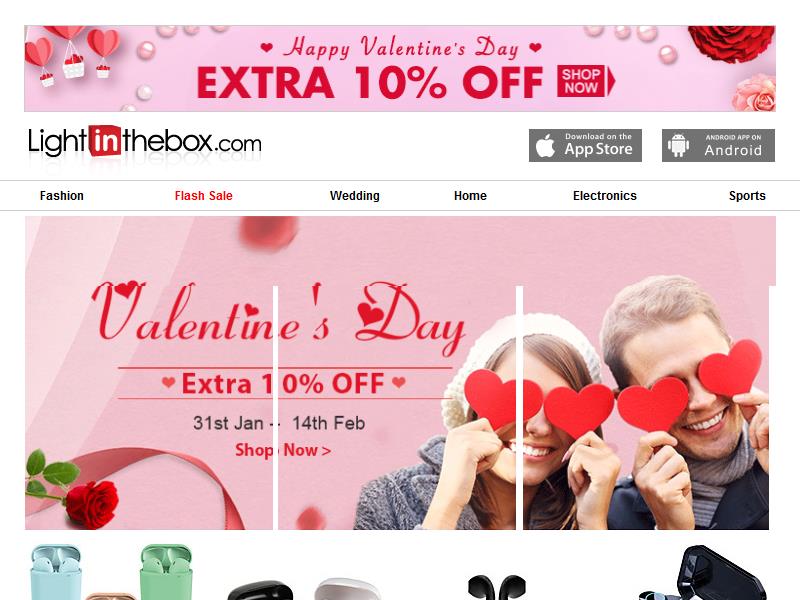 Happy Valentine's Day
EXTRA 10% OFF SHOP NOW
Lightinthebox.com
Download on the
App Store
ANDROID APP ON
Android
Fashion Flash Sale Wedding Home Electronics Sports
Valentine's Day
Extra 10% OFF
31st Jan - 14th Feb
Shop Now >